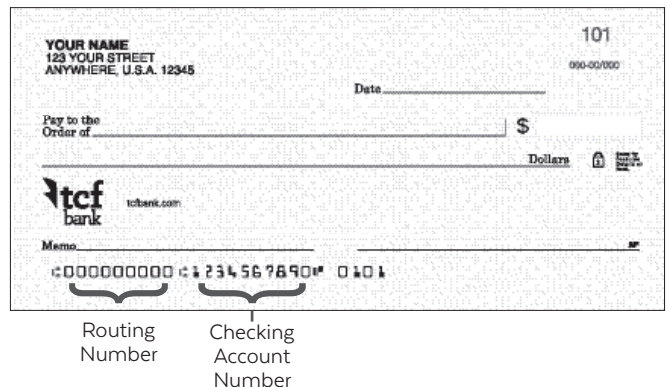 101
YOUR NAME
123 YOUR STREET
ANYWHERE, U.S.A. 12345
000-00/000
Date
Pay to the
Order of
$
Dollars
tcf
bank
tcfbank.com
Memo
⑆000000000⑆1234567890⑈ 0101
Routing
Number
Checking
Account
Number